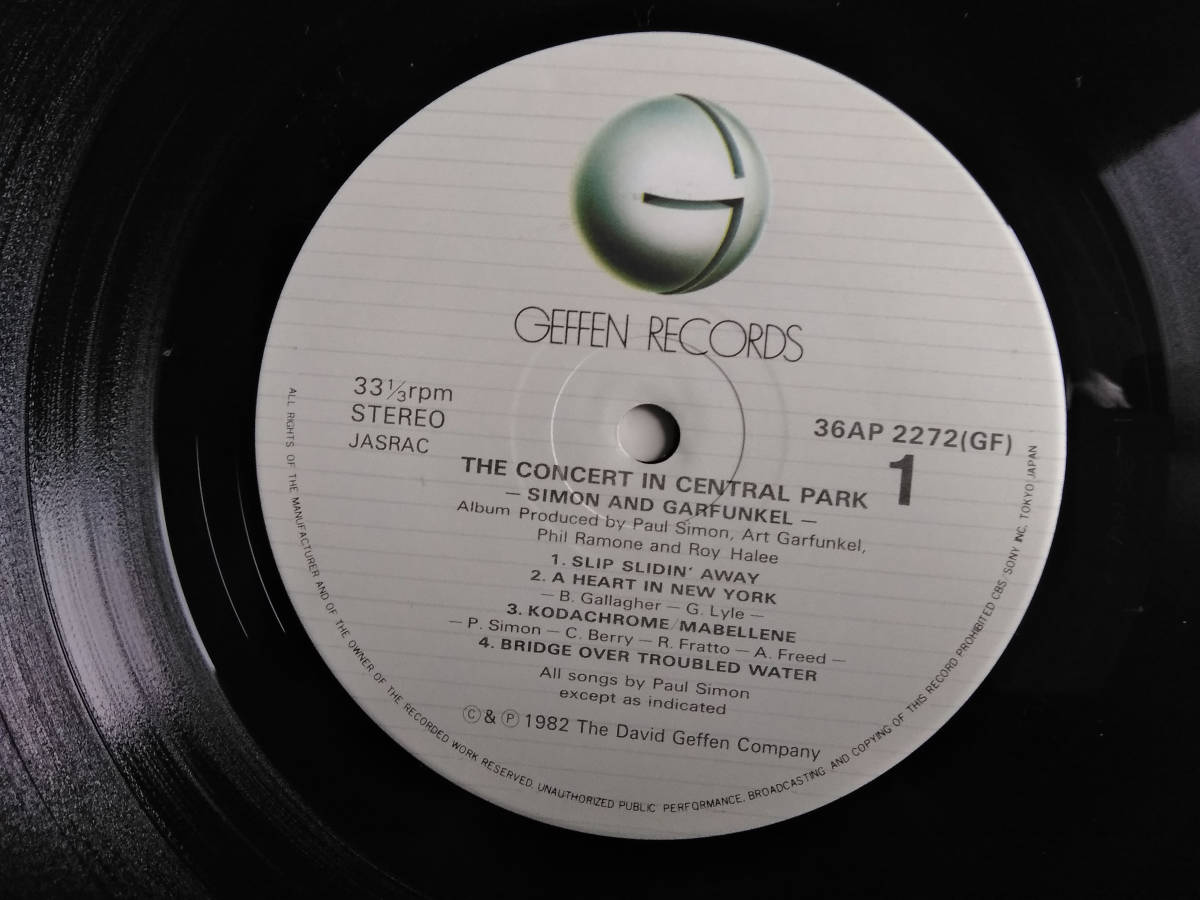 GEFFEN RECORDS
33 1/3 rpm
STEREO
JASRAC
36AP 2272(GF)
1
THE CONCERT IN CENTRAL PARK
— SIMON AND GARFUNKEL —
Album Produced by Paul Simon, Art Garfunkel,
Phil Ramone and Roy Halee
1. SLIP SLIDIN' AWAY
2. A HEART IN NEW YORK
— B. Gallagher — G. Lyle —
3. KODACHROME/MABELLENE
— P. Simon — C. Berry — R. Fratto — A. Freed —
4. BRIDGE OVER TROUBLED WATER
All songs by Paul Simon
except as indicated
Ⓒ & Ⓟ 1982 The David Geffen Company
ALL RIGHTS OF THE MANUFACTURER AND OF THE OWNER OF THE RECORDED WORK RESERVED. UNAUTHORIZED PUBLIC PERFORMANCE, BROADCASTING AND COPYING OF THIS RECORD PROHIBITED CBS/SONY INC. TOKYO JAPAN